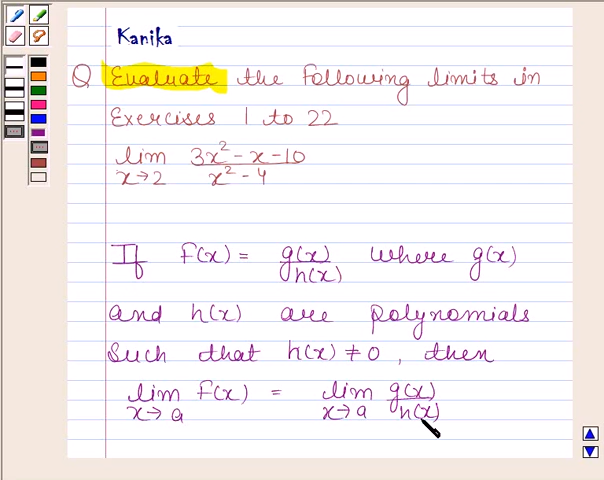 Kanika
Q Evaluate the following limits in
Exercises 1 to 22
lim x→2 (3x² - x - 10)/(x² - 4)
If f(x) = g(x)/h(x) where g(x)
and h(x) are polynomials
Such that h(x) ≠ 0, then
lim x→a f(x) = lim x→a g(x)/h(x)